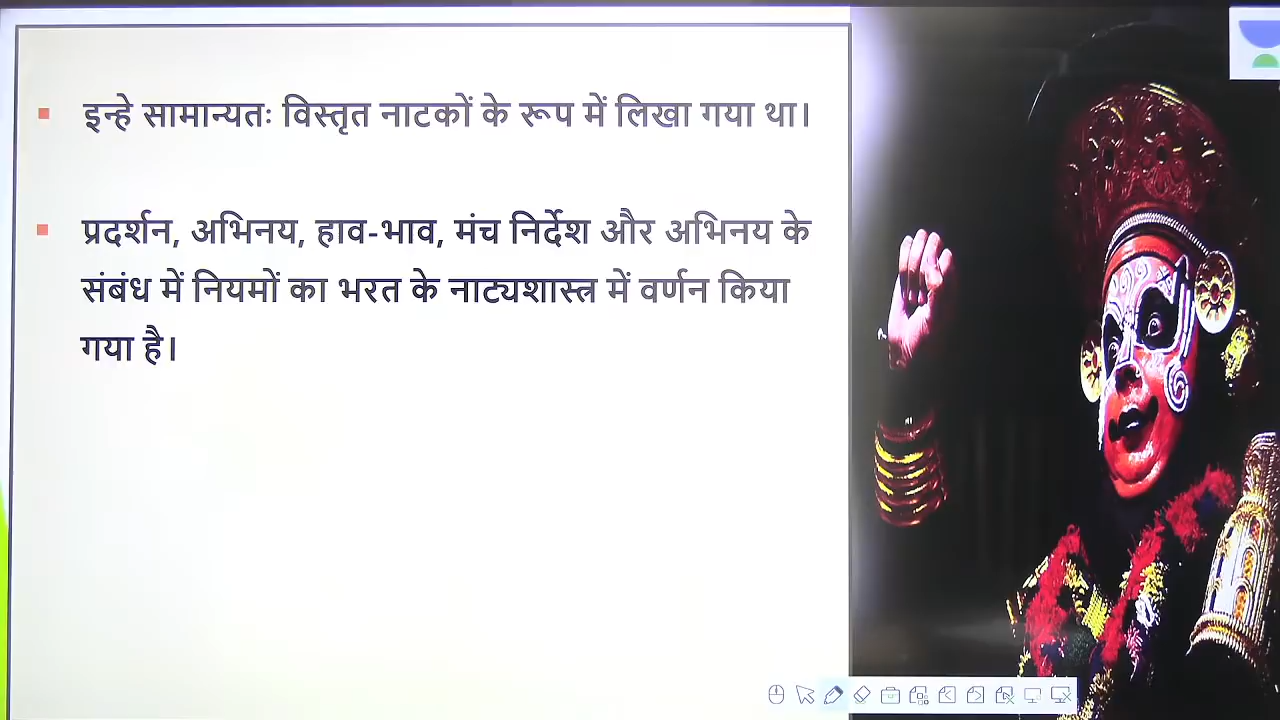 इन्हे सामान्यतः विस्तृत नाटकों के रूप में लिखा गया था।
प्रदर्शन, अभिनय, हाव-भाव, मंच निर्देश और अभिनय के
संबंध में नियमों का भरत के नाट्यशास्त्र में वर्णन किया
गया है।